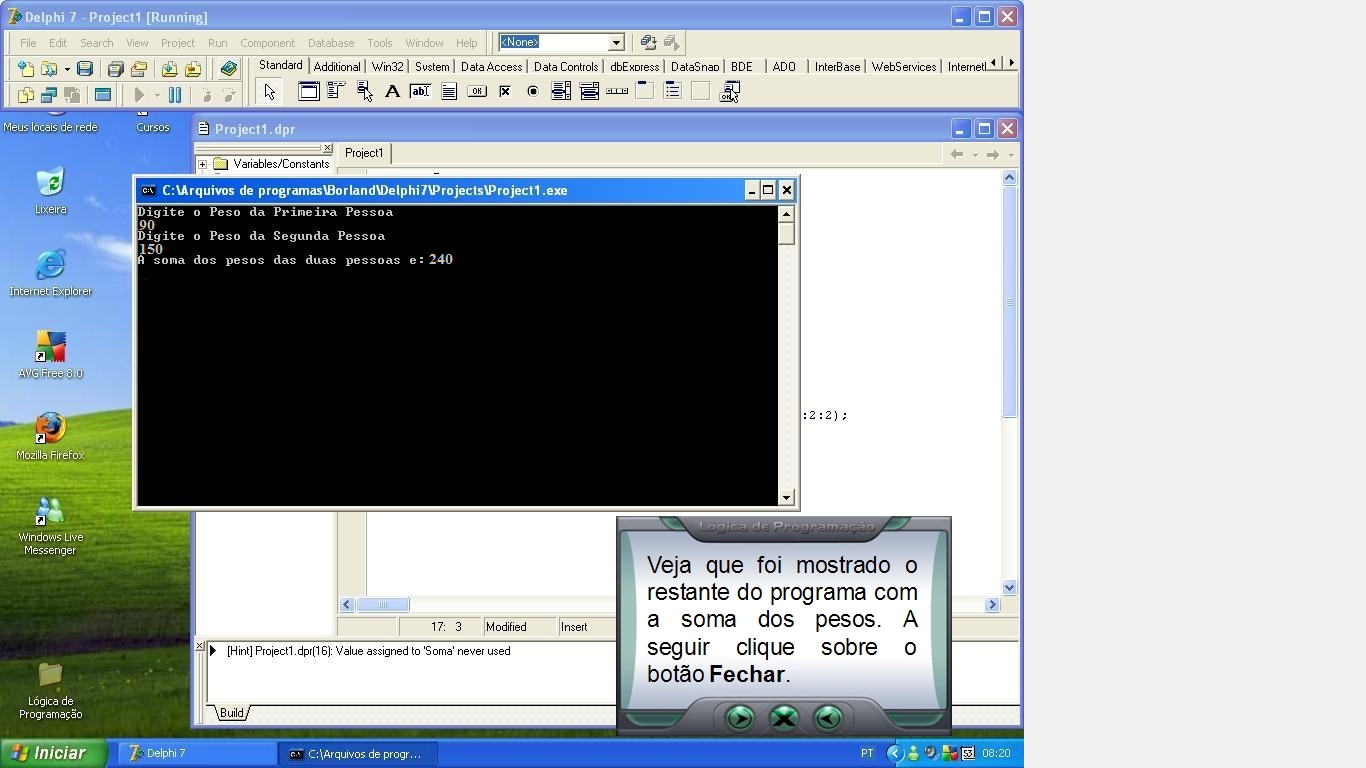 Delphi 7 - Project1 [Running]
File Edit Search View Project Run Component Database Tools Window Help
<None>
Standard Additional Win32 System Data Access Data Controls dbExpress DataSnap BDE ADO InterBase WebServices InternetE
Meus locais de rede
Cursos
Project1.dpr
Variables/Constants
Project1
Lixeira
C:\Arquivos de programas\Borland\Delphi7\Projects\Project1.exe
Digite o Peso da Primeira Pessoa
90
Digite o Peso da Segunda Pessoa
150
A soma dos pesos das duas pessoas e: 240
Internet Explorer
AVG Free 8.0
:2:2);
Mozilla Firefox
Windows Live
Messenger
Lógica de Programação
Veja que foi mostrado o
restante do programa com
a soma dos pesos. A
seguir clique sobre o
botão Fechar.
17: 3 Modified Insert
[Hint] Project1.dpr(16): Value assigned to 'Soma' never used
Build
Lógica de
Programação
Iniciar
Delphi 7
C:\Arquivos de progr...
PT
08:20